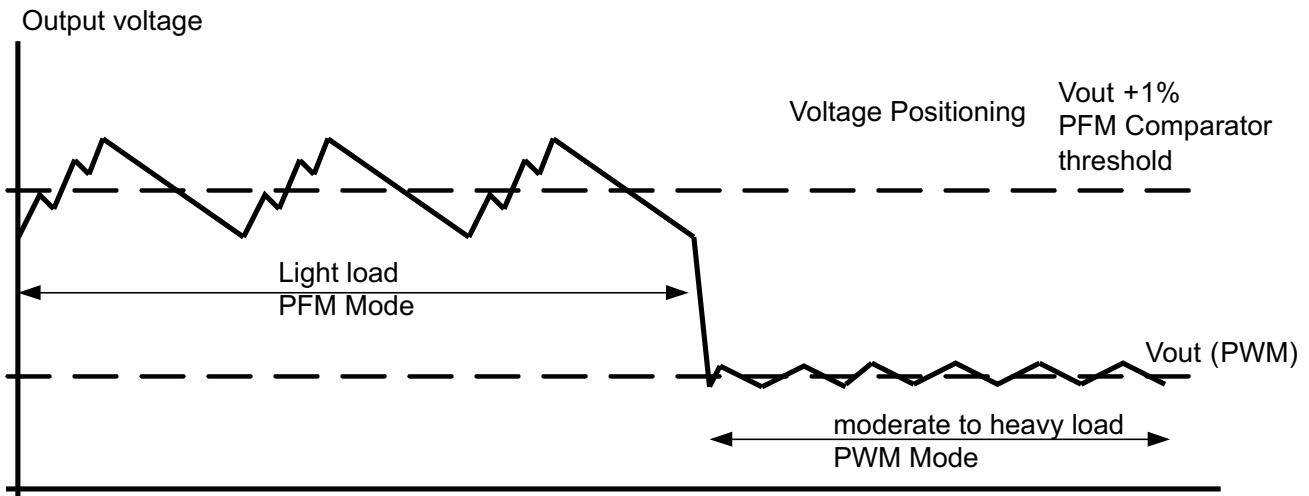 Output voltage
Voltage Positioning
Vout +1%
PFM Comparator
threshold
Light load
PFM Mode
Vout (PWM)
moderate to heavy load
PWM Mode